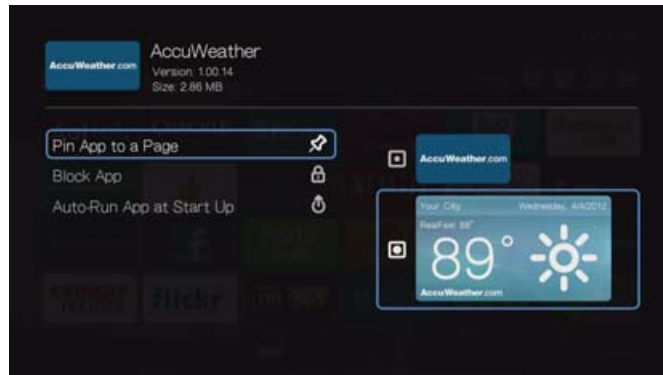 AccuWeather.com
AccuWeather
Version: 1.00.14
Size: 2.86 MB
Pin App to a Page
Block App
Auto-Run App at Start Up
AccuWeather.com
Your City Wednesday, 4/4/2012
RealFeel 88°
89°
AccuWeather.com
flickr